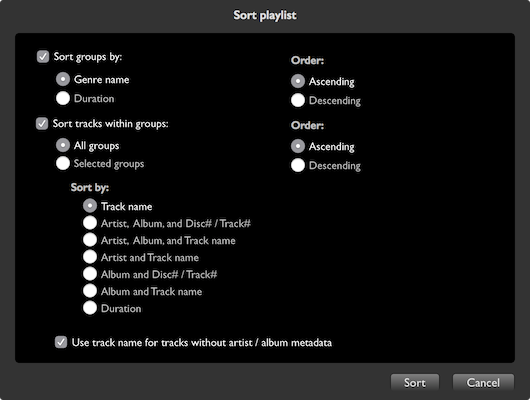 Sort playlist
Sort groups by:
Order:
Genre name
Ascending
Duration
Descending
Sort tracks within groups:
Order:
All groups
Ascending
Selected groups
Descending
Sort by:
Track name
Artist, Album, and Disc# / Track#
Artist, Album, and Track name
Artist and Track name
Album and Disc# / Track#
Album and Track name
Duration
Use track name for tracks without artist / album metadata
Sort
Cancel